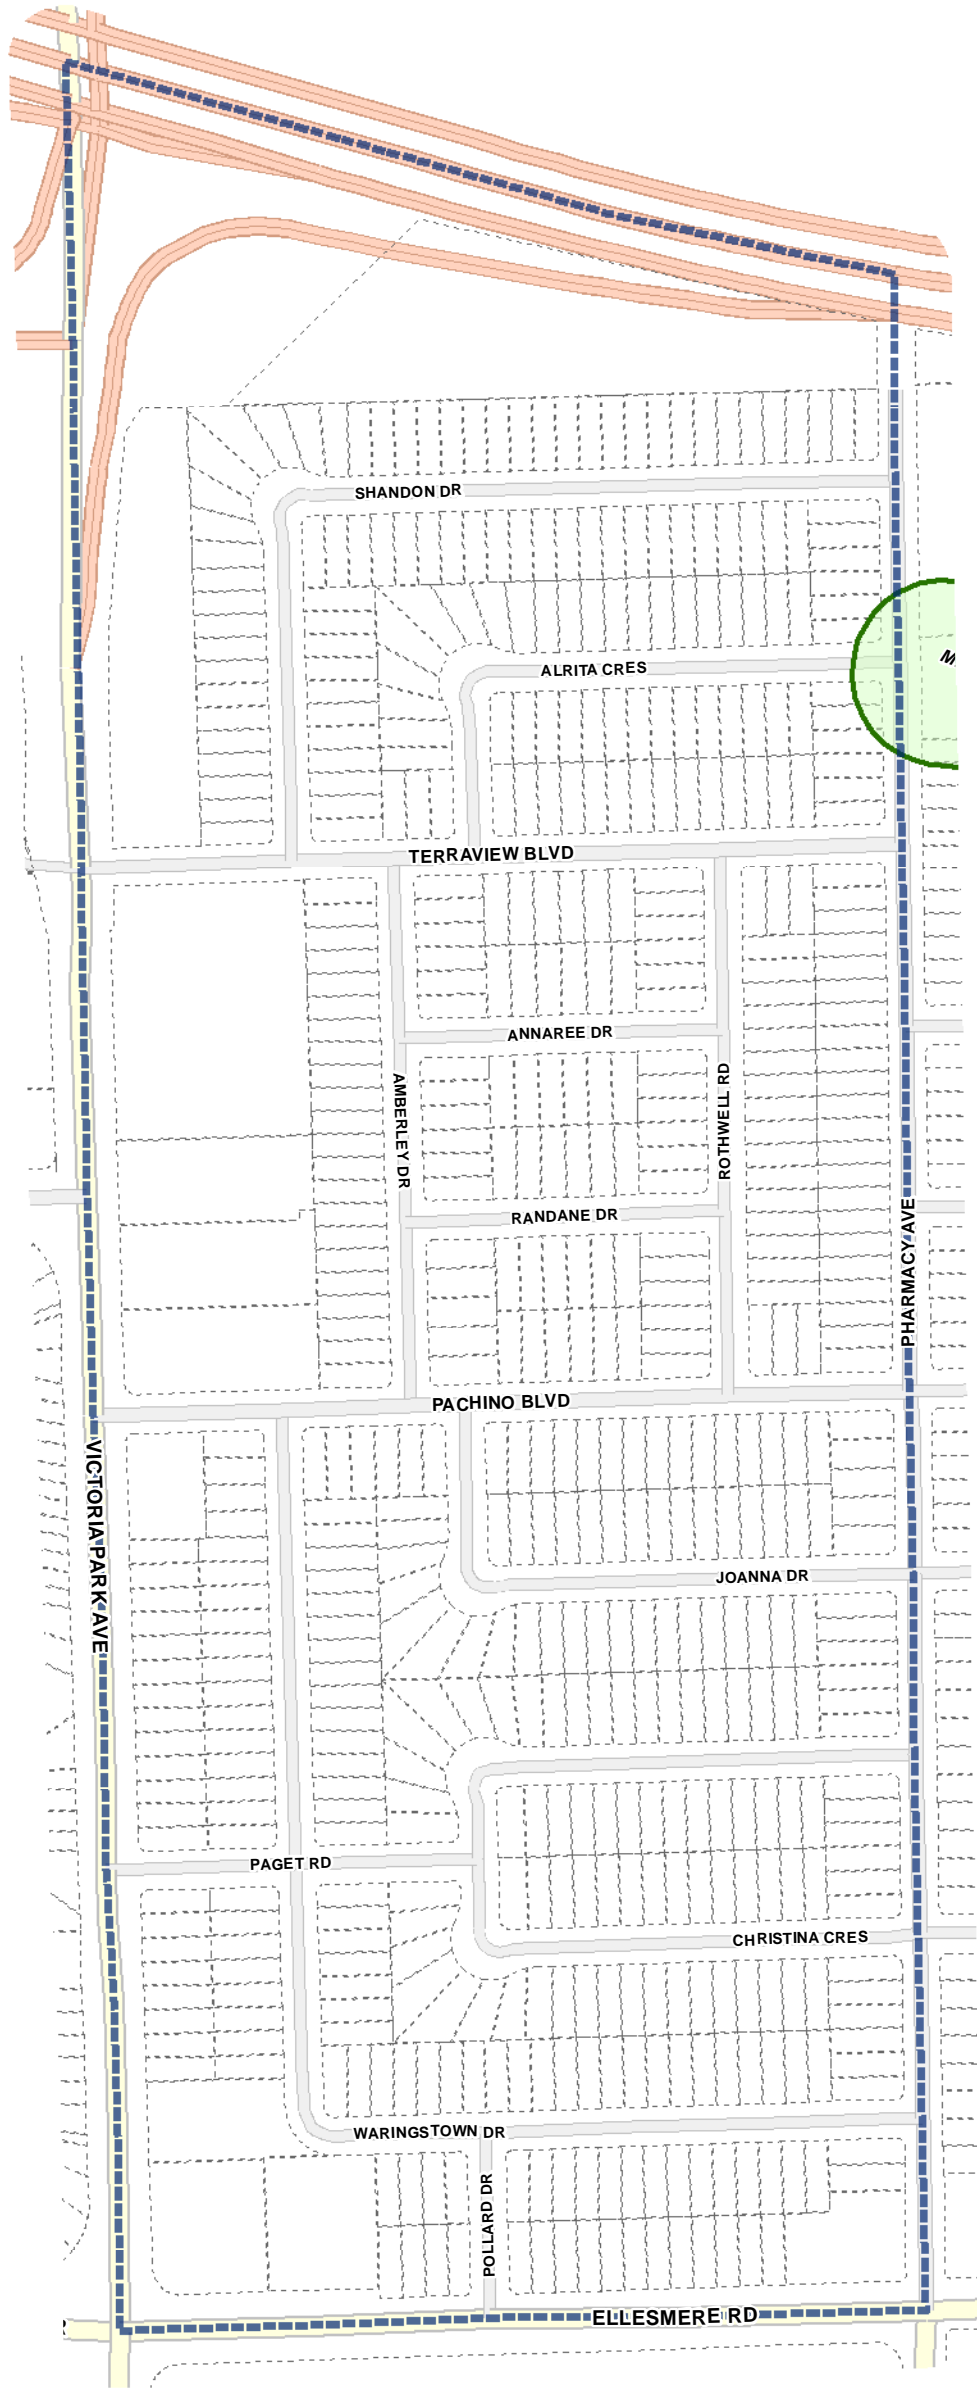 SHANDON DR
M
ALRITA CRES
TERRAVIEW BLVD
ANNAREE DR
AMBERLEY DR
ROTHWELL RD
RANDANE DR
PHARMACY AVE
PACHINO BLVD
VICTORIA PARK AVE
JOANNA DR
PAGET RD
CHRISTINA CRES
WARINGSTOWN DR
POLLARD DR
ELLESMERE RD